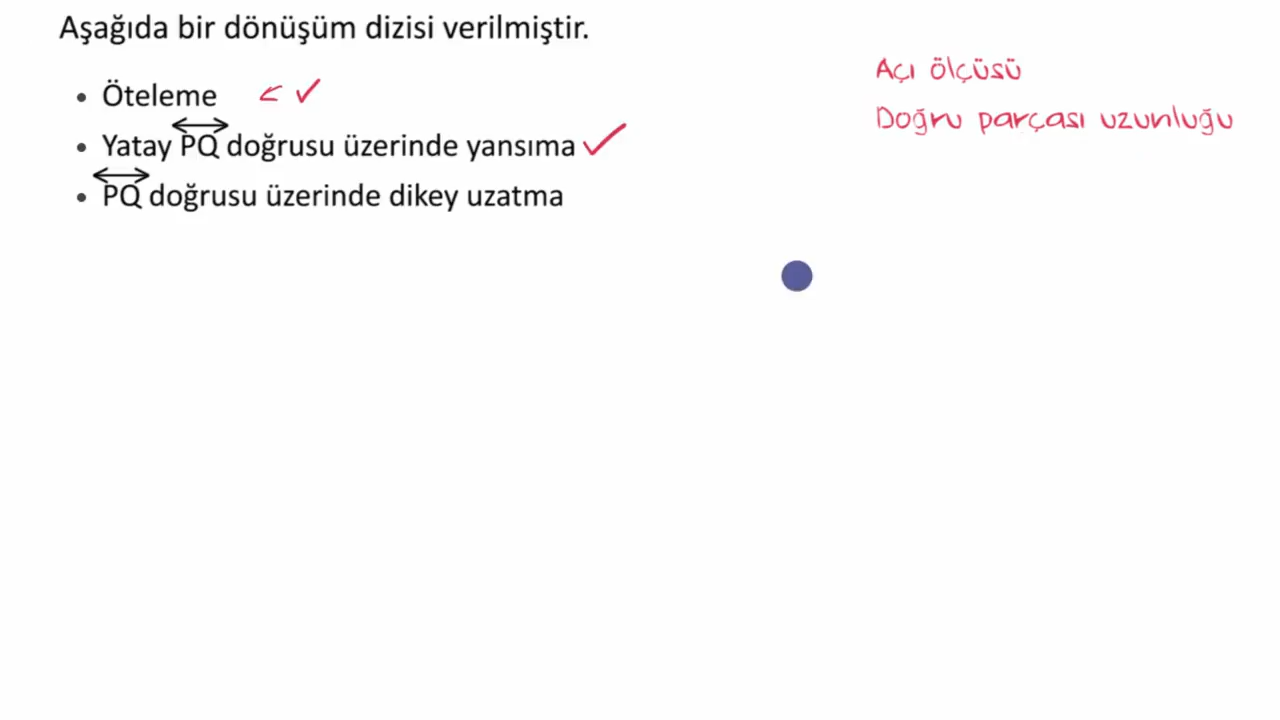 Aşağıda bir dönüşüm dizisi verilmiştir.
• Öteleme
• Yatay PQ doğrusu üzerinde yansıma
• PQ doğrusu üzerinde dikey uzatma
Açı ölçüsü
Doğru parçası uzunluğu